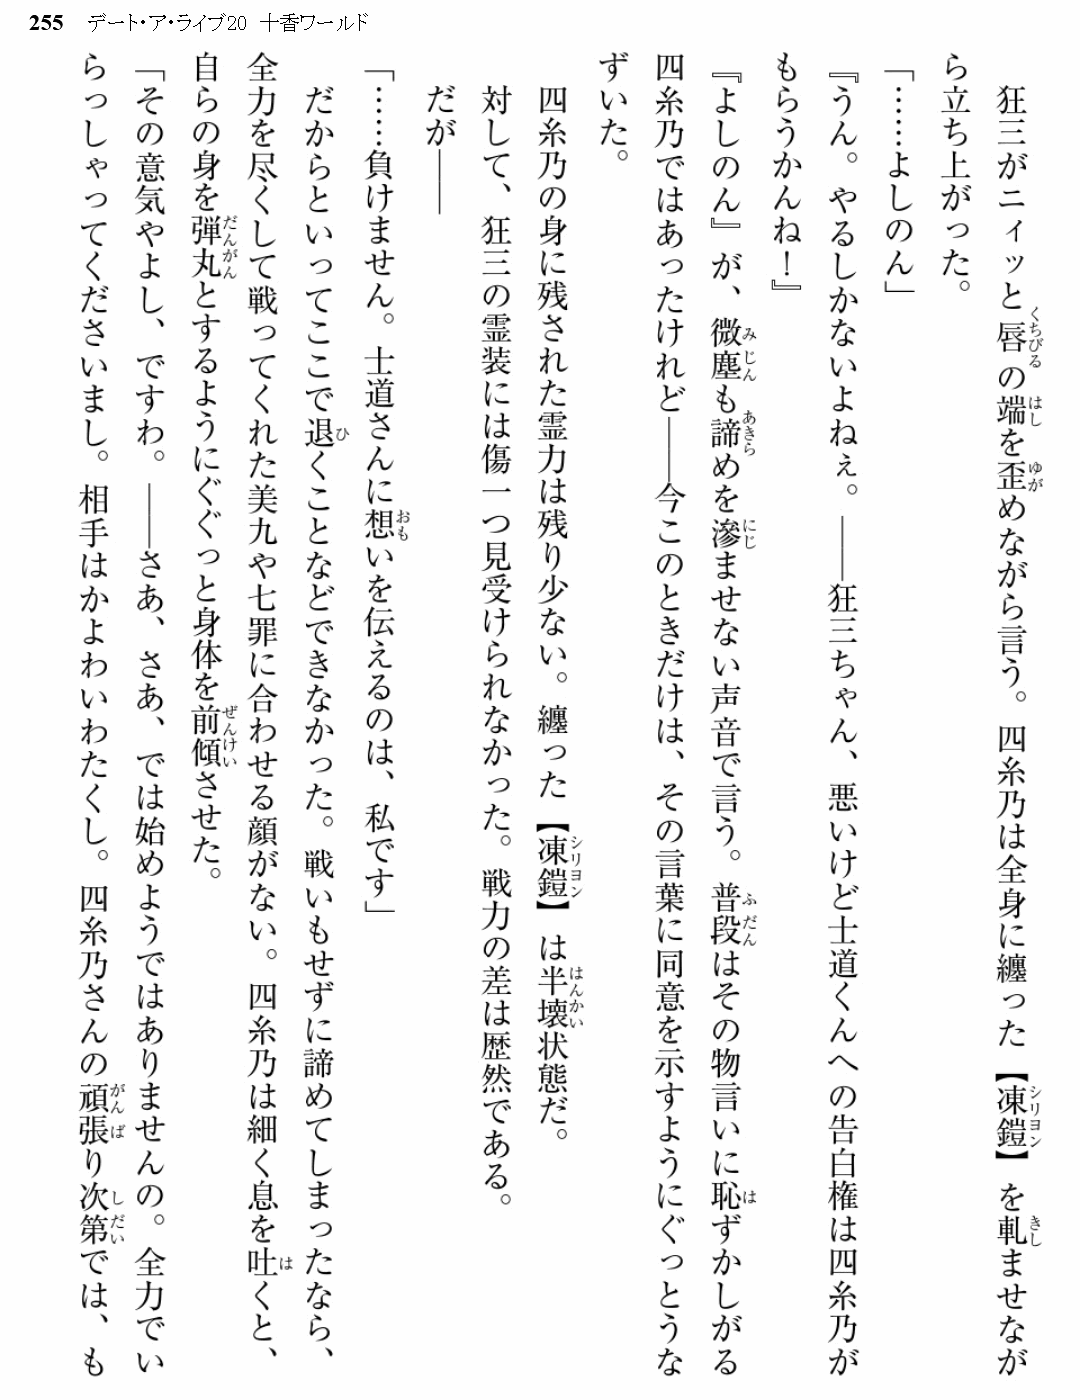 255 デート・ア・ライブ20 十香ワールド
狂三がニィッと唇の端を歪めながら言う。四糸乃は全身に纏った【凍鎧】を軋ませなが
ら立ち上がった。
「……よしのん」
『うん。やるしかないよねぇ。――狂三ちゃん、悪いけど士道くんへの告白権は四糸乃が
もらうかんね！』
『よしのん』が、微塵も諦めを滲ませない声音で言う。普段はその物言いに恥ずかしがる
四糸乃ではあったけれど――今このときだけは、その言葉に同意を示すようにぐっとうな
ずいた。
四糸乃の身に残された霊力は残り少ない。纏った【凍鎧】は半壊状態だ。
対して、狂三の霊装には傷一つ見受けられなかった。戦力の差は歴然である。
だが――
「……負けません。士道さんに想いを伝えるのは、私です」
だからといってここで退くことなどできなかった。戦いもせずに諦めてしまったなら、
全力を尽くして戦ってくれた美九や七罪に合わせる顔がない。四糸乃は細く息を吐くと、
自らの身を弾丸とするようにぐぐっと身体を前傾させた。
「その意気やよし、ですわ。――さあ、さあ、では始めようではありませんの。全力でい
らっしゃってくださいまし。相手はかよわいわたくし。四糸乃さんの頑張り次第では、も